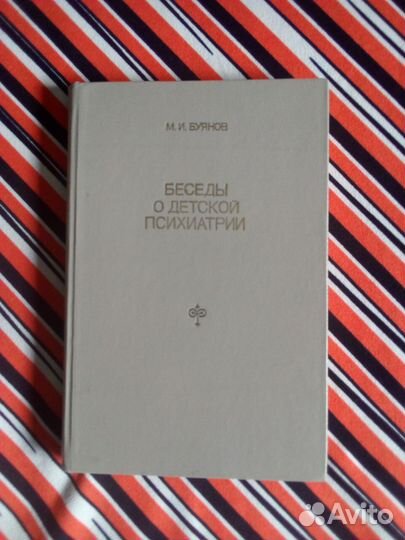 М. И. БУЯНОВ
БЕСЕДЫ
О ДЕТСКОЙ
ПСИХИАТРИИ
Avito